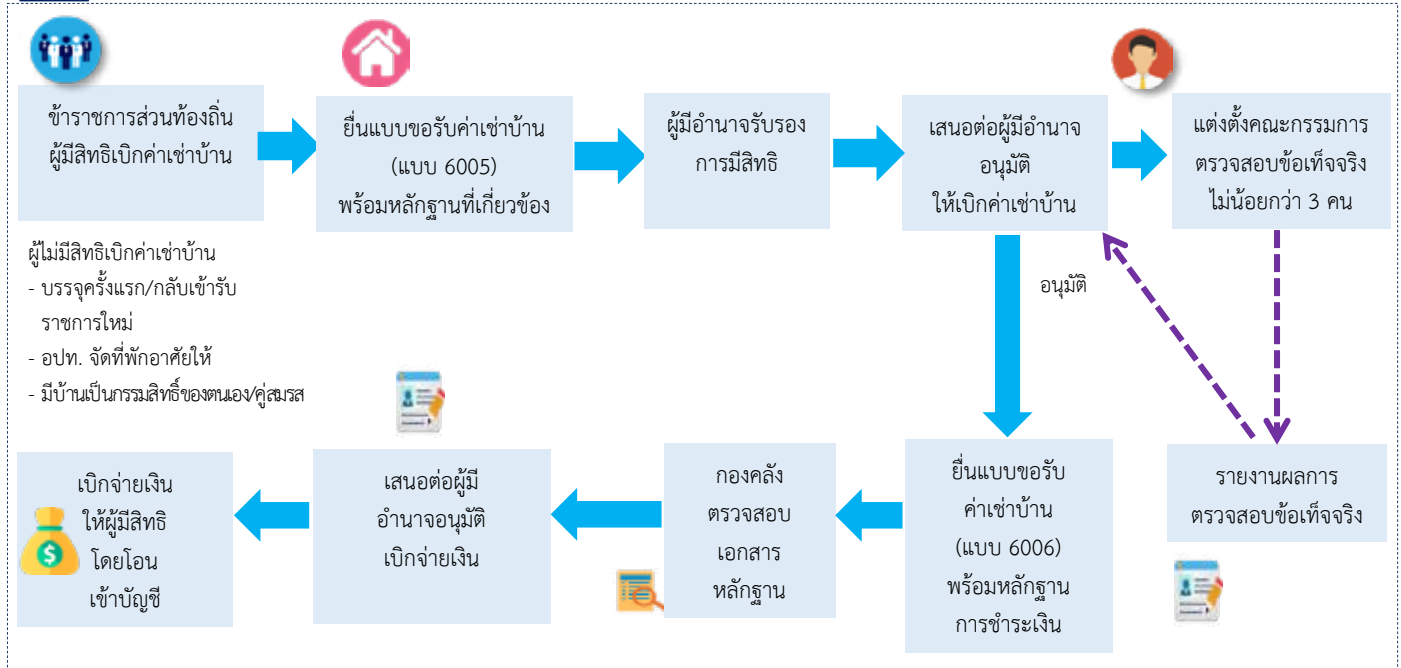 ข้าราชการส่วนท้องถิ่น
ผู้มีสิทธิเบิกค่าเช่าบ้าน
ยื่นแบบขอรับค่าเช่าบ้าน
(แบบ 6005)
พร้อมหลักฐานที่เกี่ยวข้อง
ผู้มีอำนาจรับรอง
การมีสิทธิ
เสนอต่อผู้มีอำนาจ
อนุมัติ
ให้เบิกค่าเช่าบ้าน
แต่งตั้งคณะกรรมการ
ตรวจสอบข้อเท็จจริง
ไม่น้อยกว่า 3 คน
ผู้ไม่มีสิทธิเบิกค่าเช่าบ้าน
- บรรจุครั้งแรก/กลับเข้ารับ
ราชการใหม่
- อปท. จัดที่พักอาศัยให้
- มีบ้านเป็นกรรมสิทธิ์ของตนเอง/คู่สมรส
อนุมัติ
รายงานผลการ
ตรวจสอบข้อเท็จจริง
ยื่นแบบขอรับ
ค่าเช่าบ้าน
(แบบ 6006)
พร้อมหลักฐาน
การชำระเงิน
กองคลัง
ตรวจสอบ
เอกสาร
หลักฐาน
เสนอต่อผู้มี
อำนาจอนุมัติ
เบิกจ่ายเงิน
เบิกจ่ายเงิน
ให้ผู้มีสิทธิ
โดยโอน
เข้าบัญชี